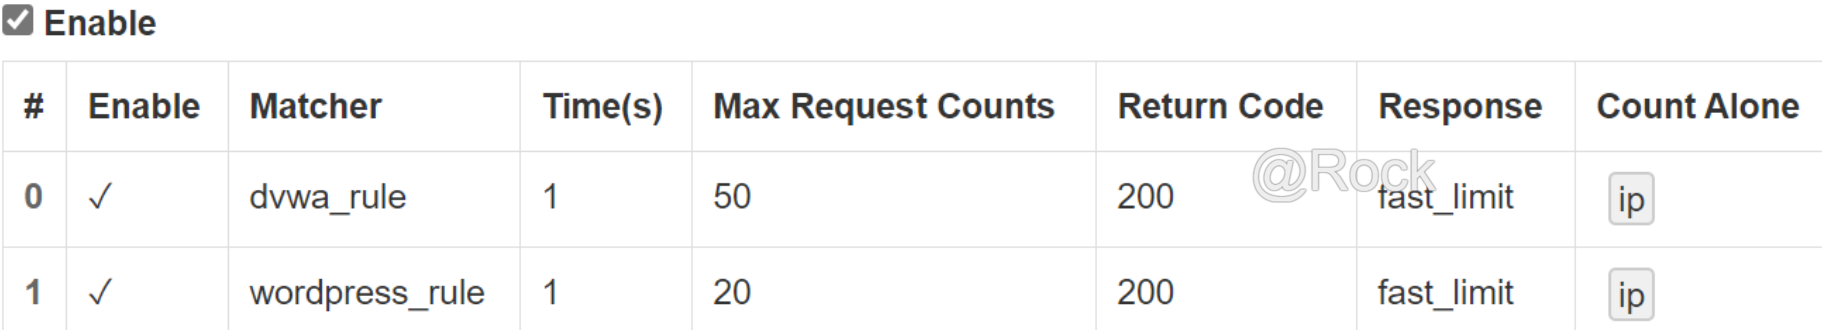 Enable
# Enable Matcher Time(s) Max Request Counts Return Code Response Count Alone
@Rock
0 ✓ dvwa_rule 1 50 200 fast_limit ip
1 ✓ wordpress_rule 1 20 200 fast_limit ip